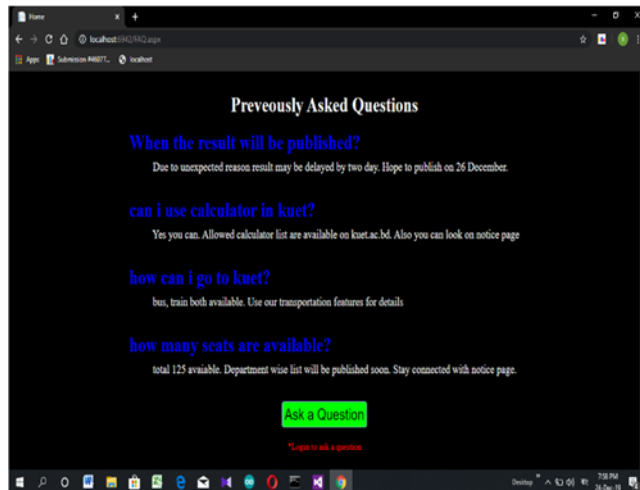 Home
localhost:6942/FAQ.aspx
Apps
Submission #46077...
localhost
Preveously Asked Questions
When the result will be published?
Due to unexpected reason result may be delayed by two day. Hope to publish on 26 December.
can i use calculator in kuet?
Yes you can. Allowed calculator list are available on kuet.ac.bd. Also you can look on notice page
how can i go to kuet?
bus, train both available. Use our transportation features for details
how many seats are available?
total 125 avaiable. Department wise list will be published soon. Stay connected with notice page.
Ask a Question
*Login to ask a question
Desktop
7:58 PM
24-Dec-19